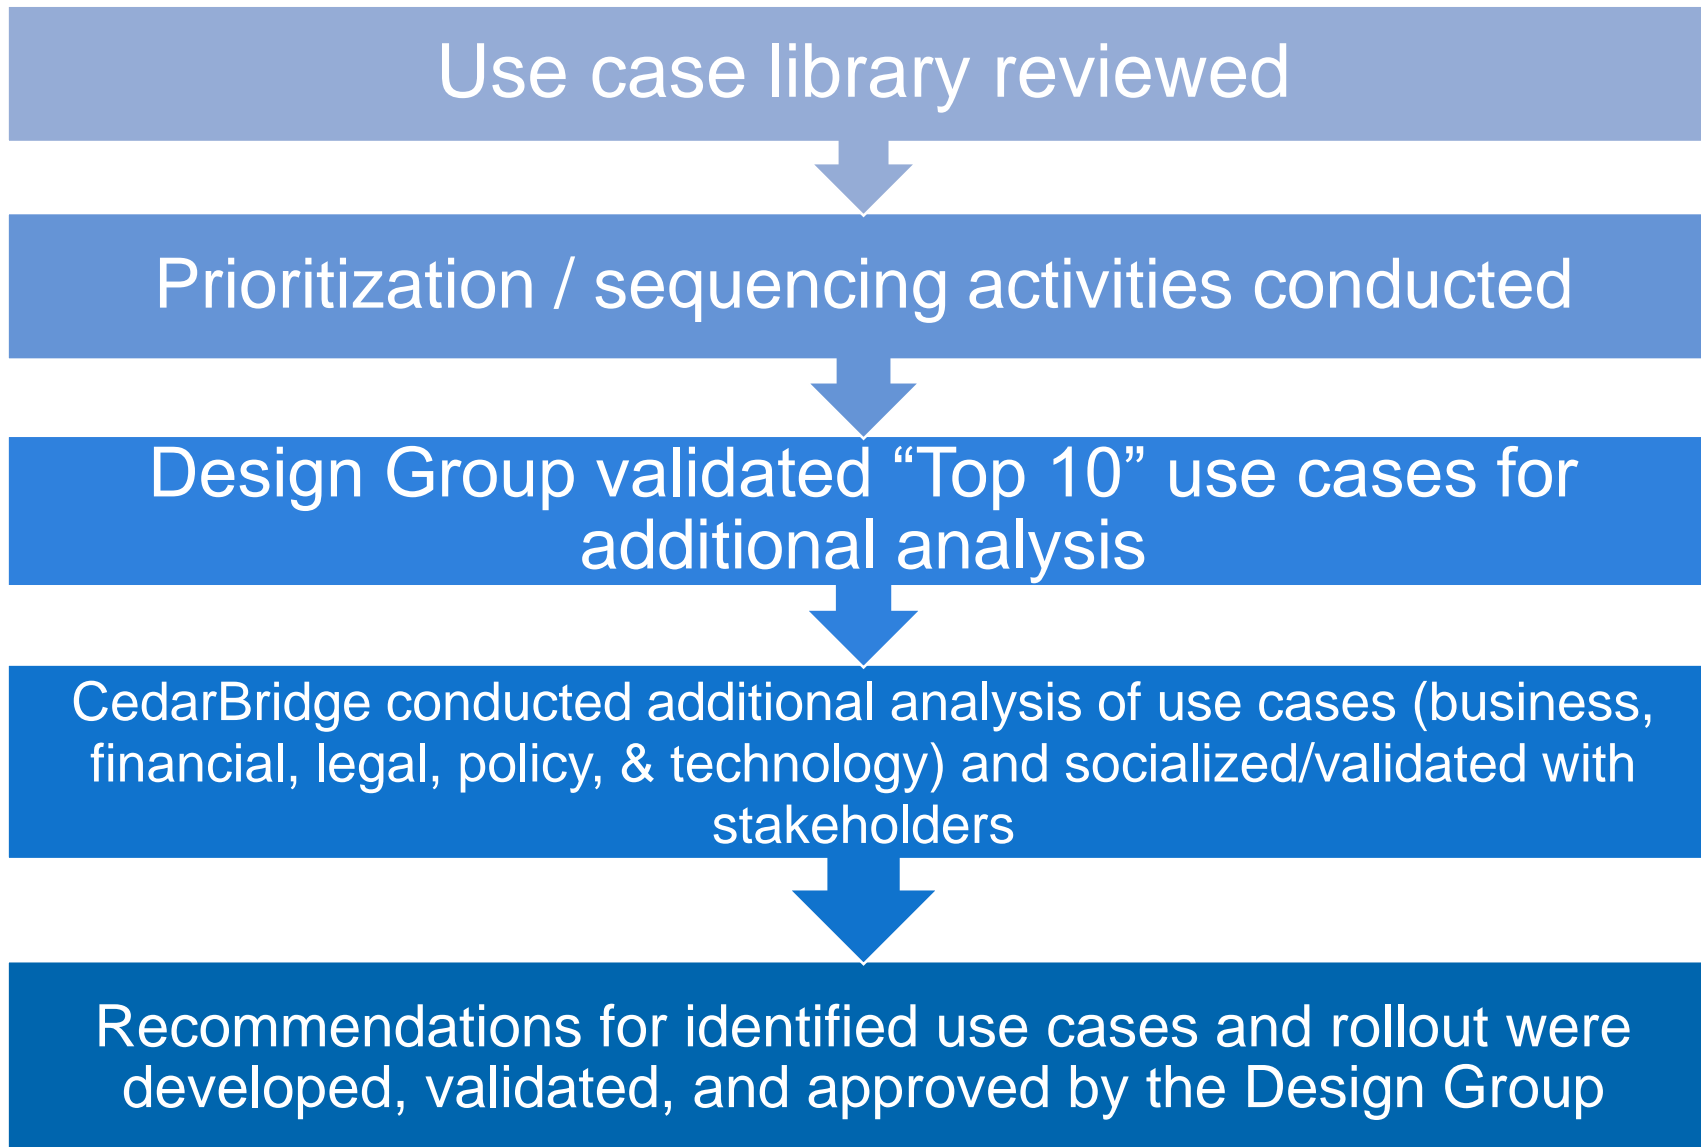 Use case library reviewed
Prioritization / sequencing activities conducted
Design Group validated “Top 10” use cases for
additional analysis
CedarBridge conducted additional analysis of use cases (business,
financial, legal, policy, & technology) and socialized/validated with
stakeholders
Recommendations for identified use cases and rollout were
developed, validated, and approved by the Design Group